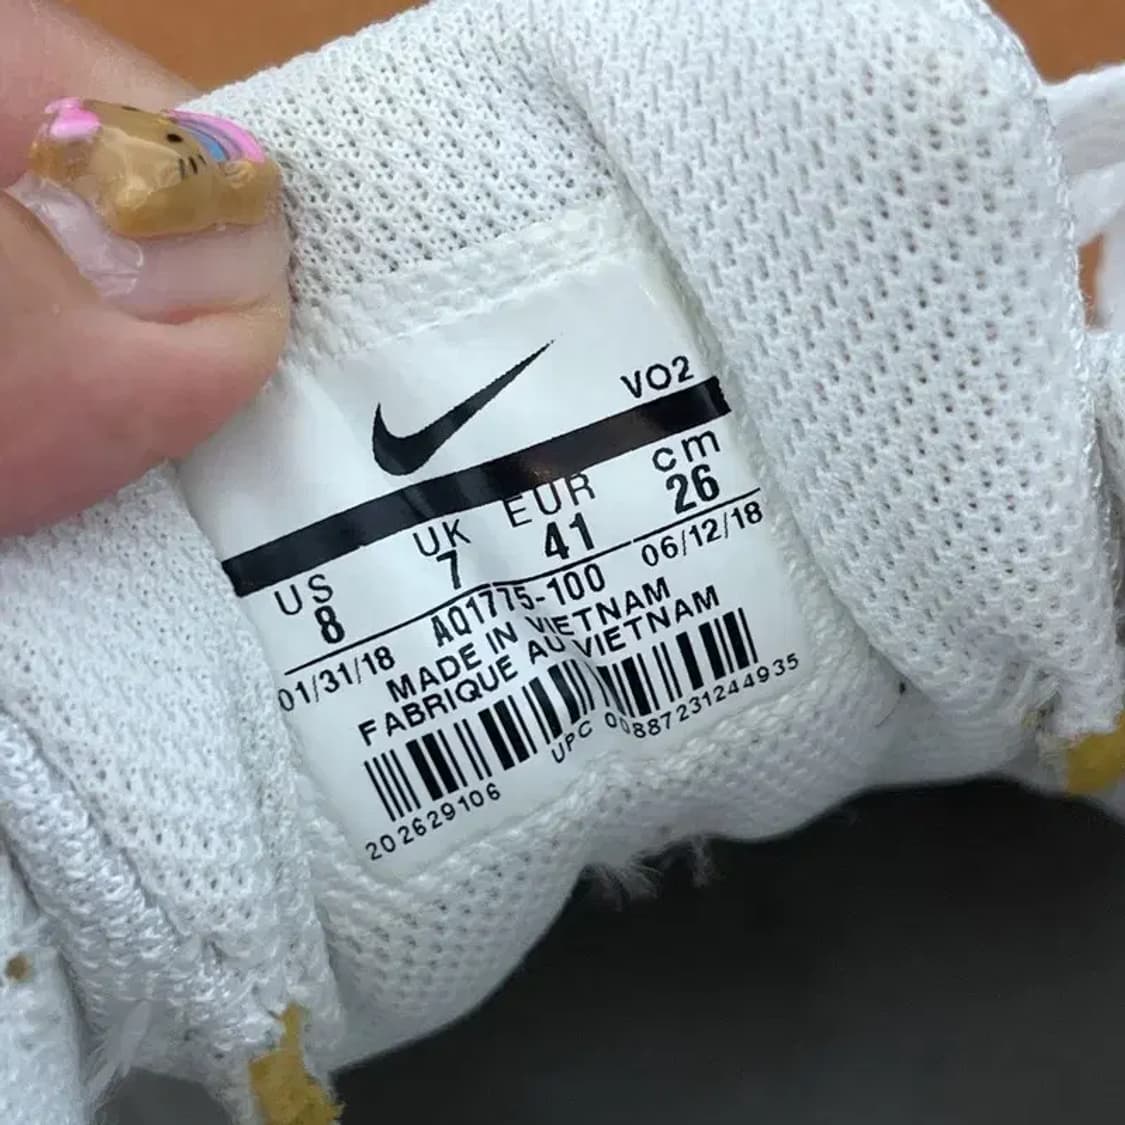 VO2
US UK EUR cm
8 7 41 26
01/31/18 AQ1775-100 06/12/18
MADE IN VIETNAM
FABRIQUE AU VIETNAM
202629106 UPC 00887231244935